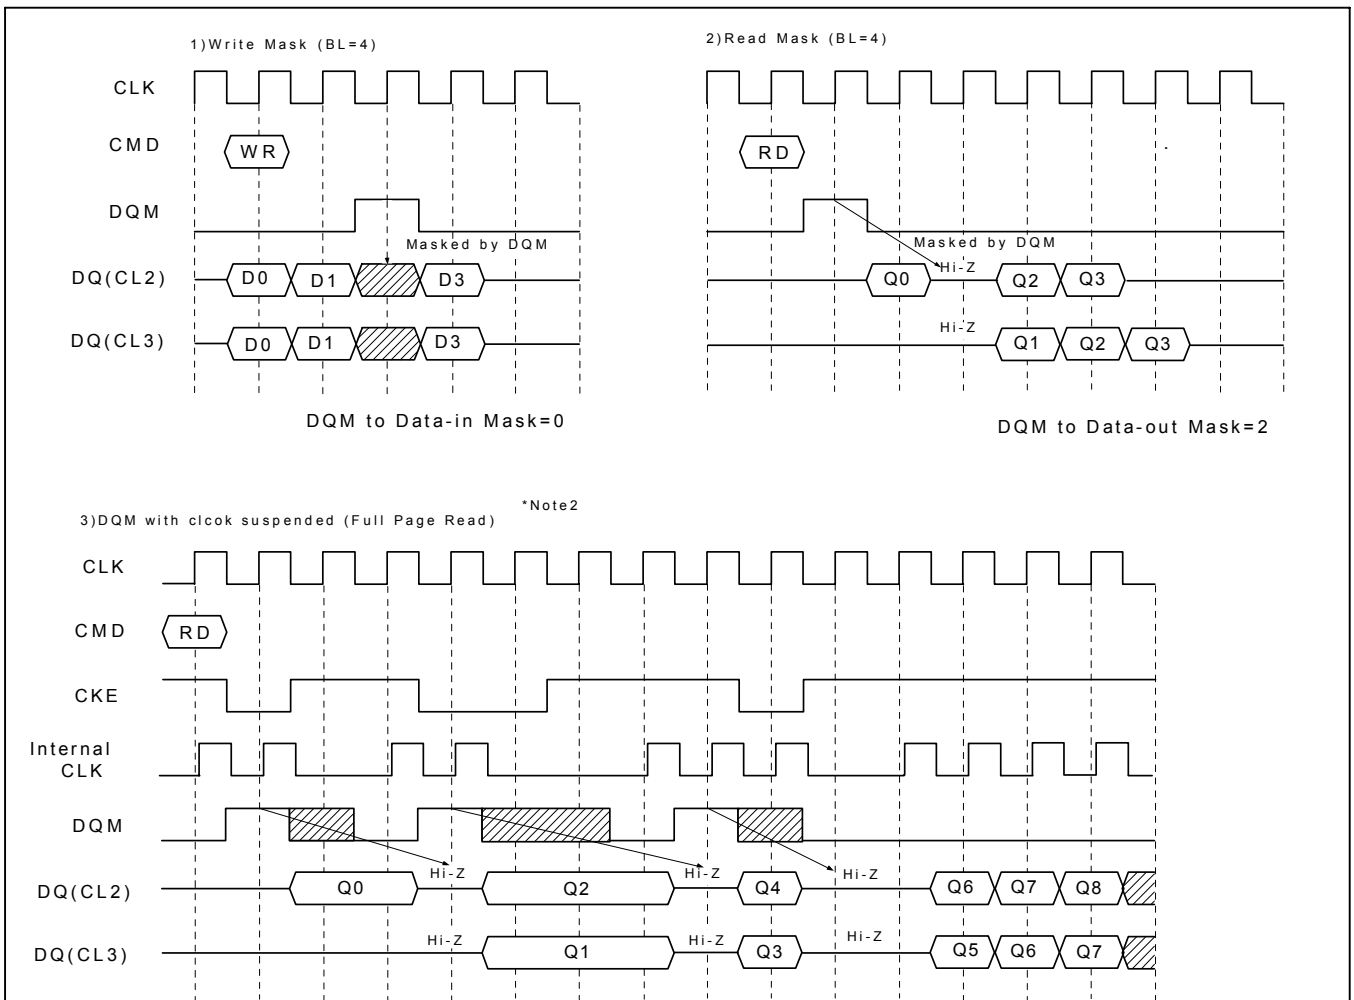 1)Write Mask (BL=4)
2)Read Mask (BL=4)
CLK
CMD WR RD
DQM
Masked by DQM Masked by DQM
DQ(CL2) D0 D1 D3 Q0 Hi-Z Q2 Q3
DQ(CL3) D0 D1 D3 Hi-Z Q1 Q2 Q3
DQM to Data-in Mask=0
DQM to Data-out Mask=2
*Note2
3)DQM with clcok suspended (Full Page Read)
CLK
CMD RD
CKE
Internal
CLK
DQM
DQ(CL2) Q0 Hi-Z Q2 Hi-Z Q4 Hi-Z Q6 Q7 Q8
DQ(CL3) Hi-Z Q1 Hi-Z Q3 Hi-Z Q5 Q6 Q7